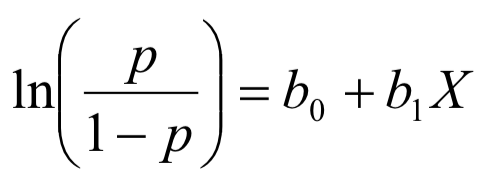 ln(p/(1 − p)) = b₀ + b₁X